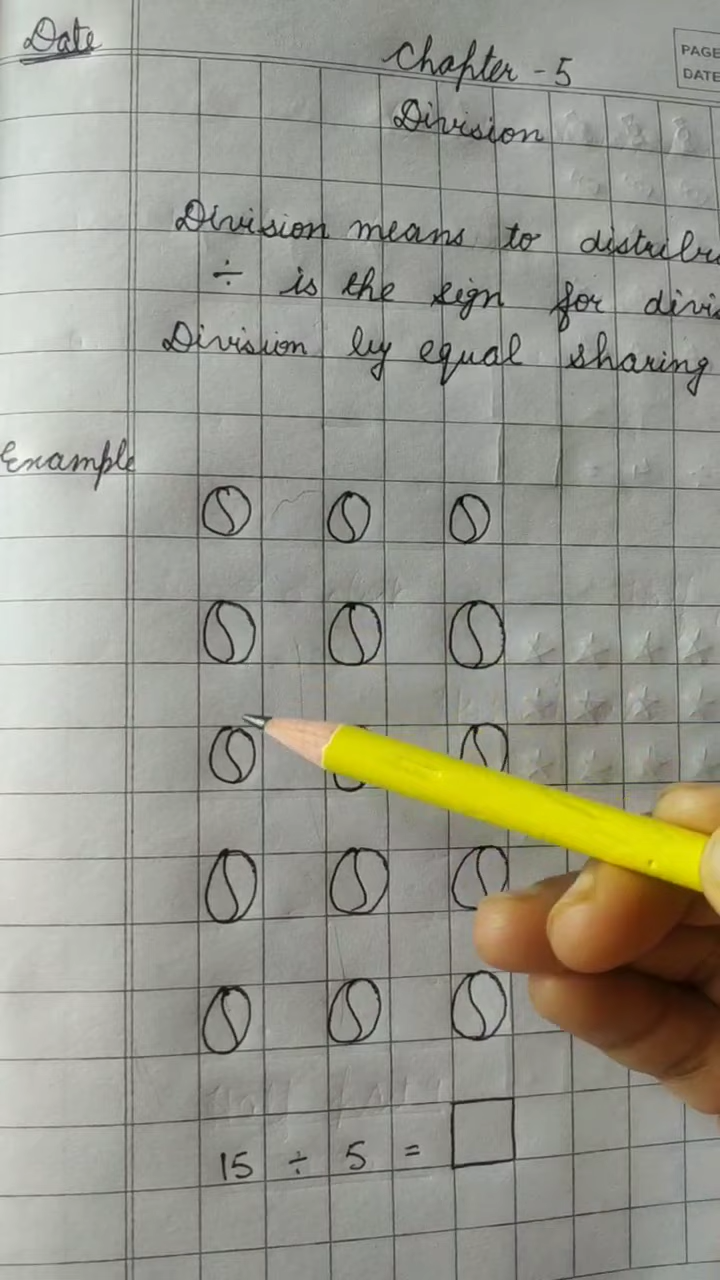 Date
Chapter - 5
PAGE
DATE
Division
Division means to
÷ is the sign for
Division by equal sharing
Example
15 ÷ 5 =